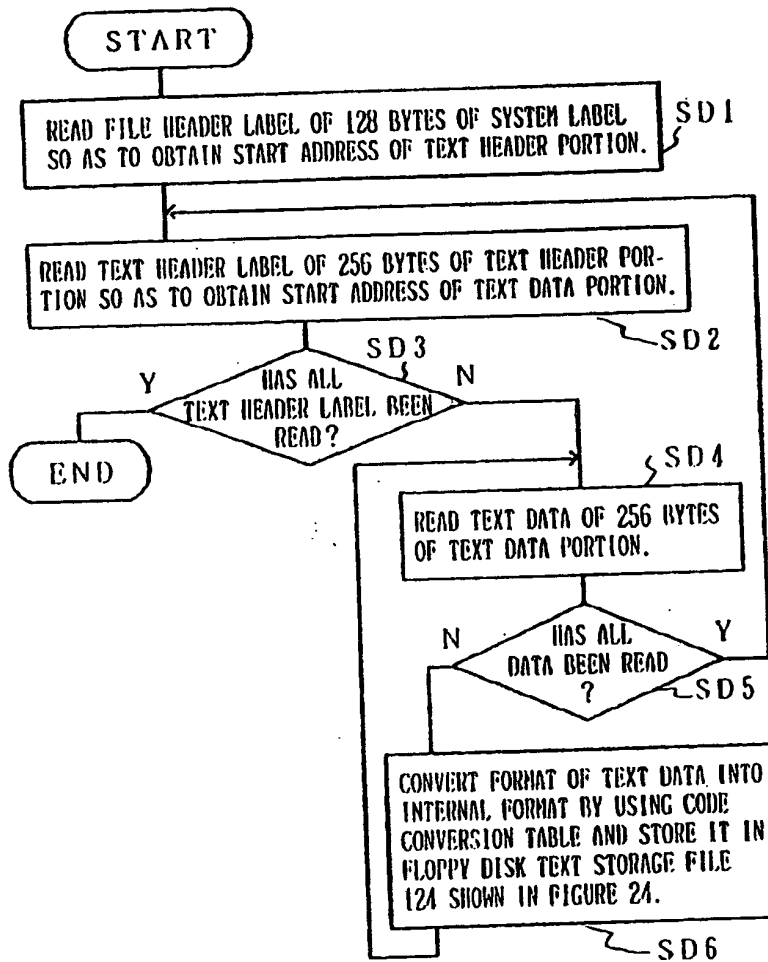 START
READ FILE HEADER LABEL OF 128 BYTES OF SYSTEM LABEL
SO AS TO OBTAIN START ADDRESS OF TEXT HEADER PORTION.
SD1
READ TEXT HEADER LABEL OF 256 BYTES OF TEXT HEADER POR-
TION SO AS TO OBTAIN START ADDRESS OF TEXT DATA PORTION.
SD2
SD3
Y
N
HAS ALL
TEXT HEADER LABEL BEEN
READ?
END
SD4
READ TEXT DATA OF 256 BYTES
OF TEXT DATA PORTION.
N
Y
HAS ALL
DATA BEEN READ
?
SD5
CONVERT FORMAT OF TEXT DATA INTO
INTERNAL FORMAT BY USING CODE
CONVERSION TABLE AND STORE IT IN
FLOPPY DISK TEXT STORAGE FILE
124 SHOWN IN FIGURE 24.
SD6